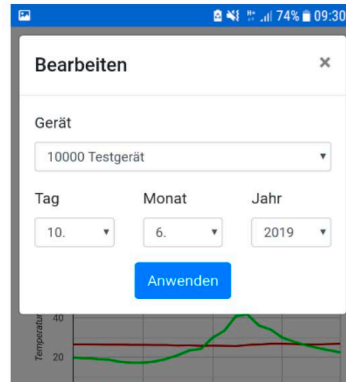 74% 09:30
Bearbeiten ×
Gerät
10000 Testgerät
Tag Monat Jahr
10. 6. 2019
Anwenden
40
20